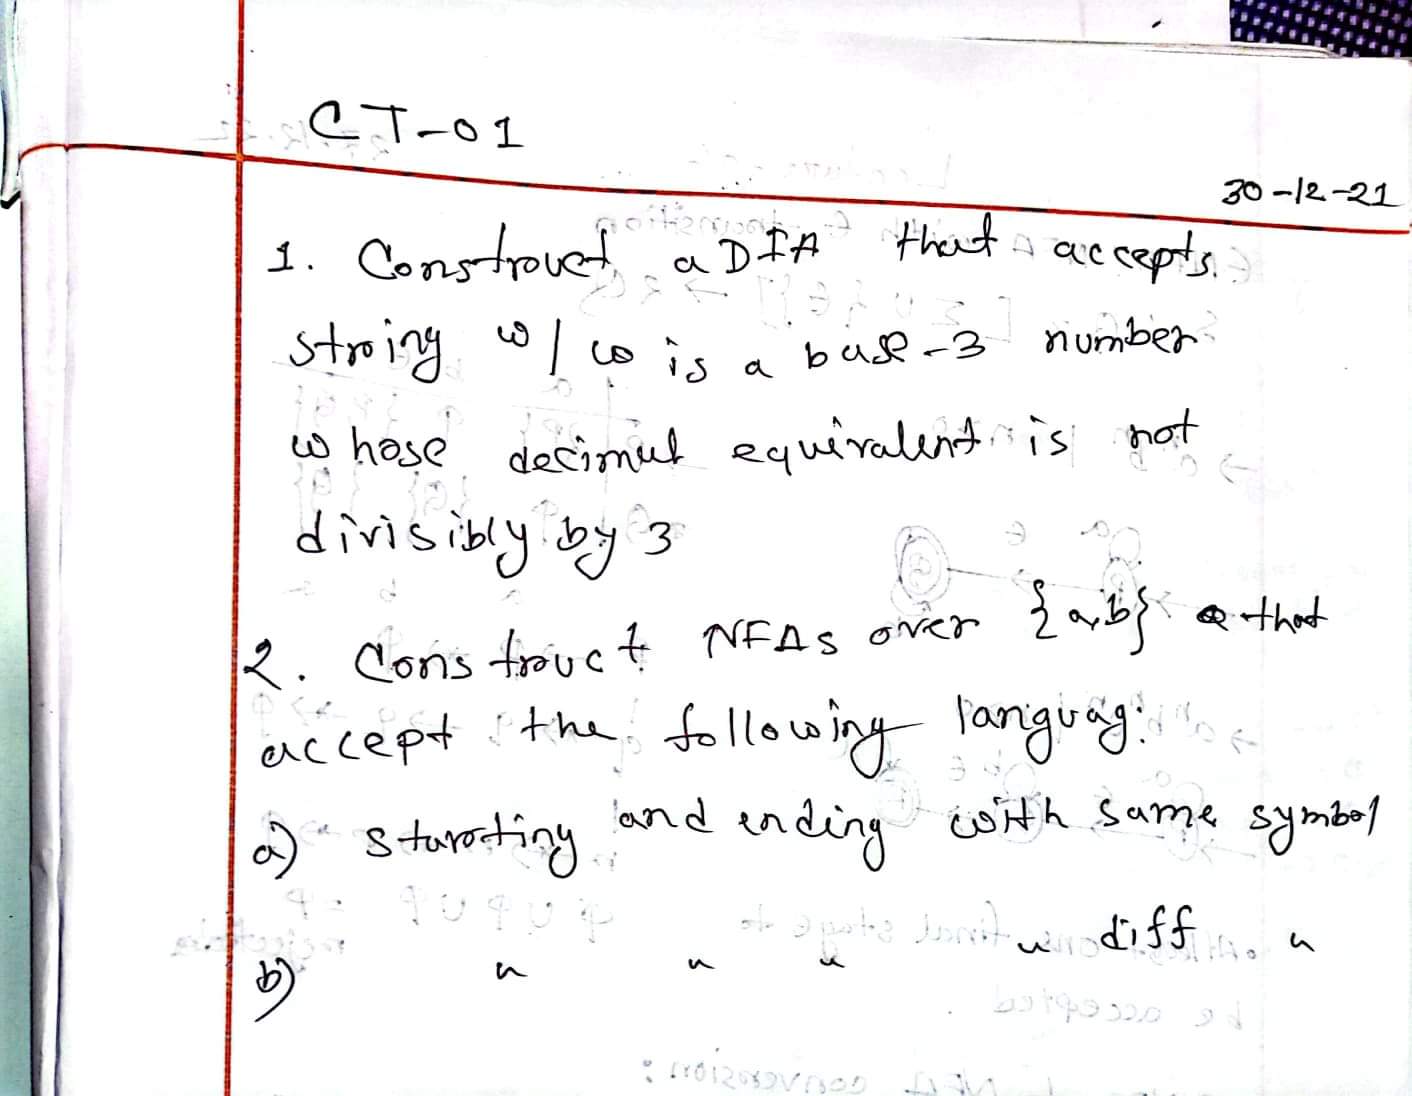 CT-01
30-12-21
1. Construct a DFA that accepts
string w / w is a base-3 number
whose decimal equivalent is not
divisibly by 3
2. Construct NFAs over {a,b} that
accept the following languag:
a) starting and ending with same symbol
b) " " " " diff "